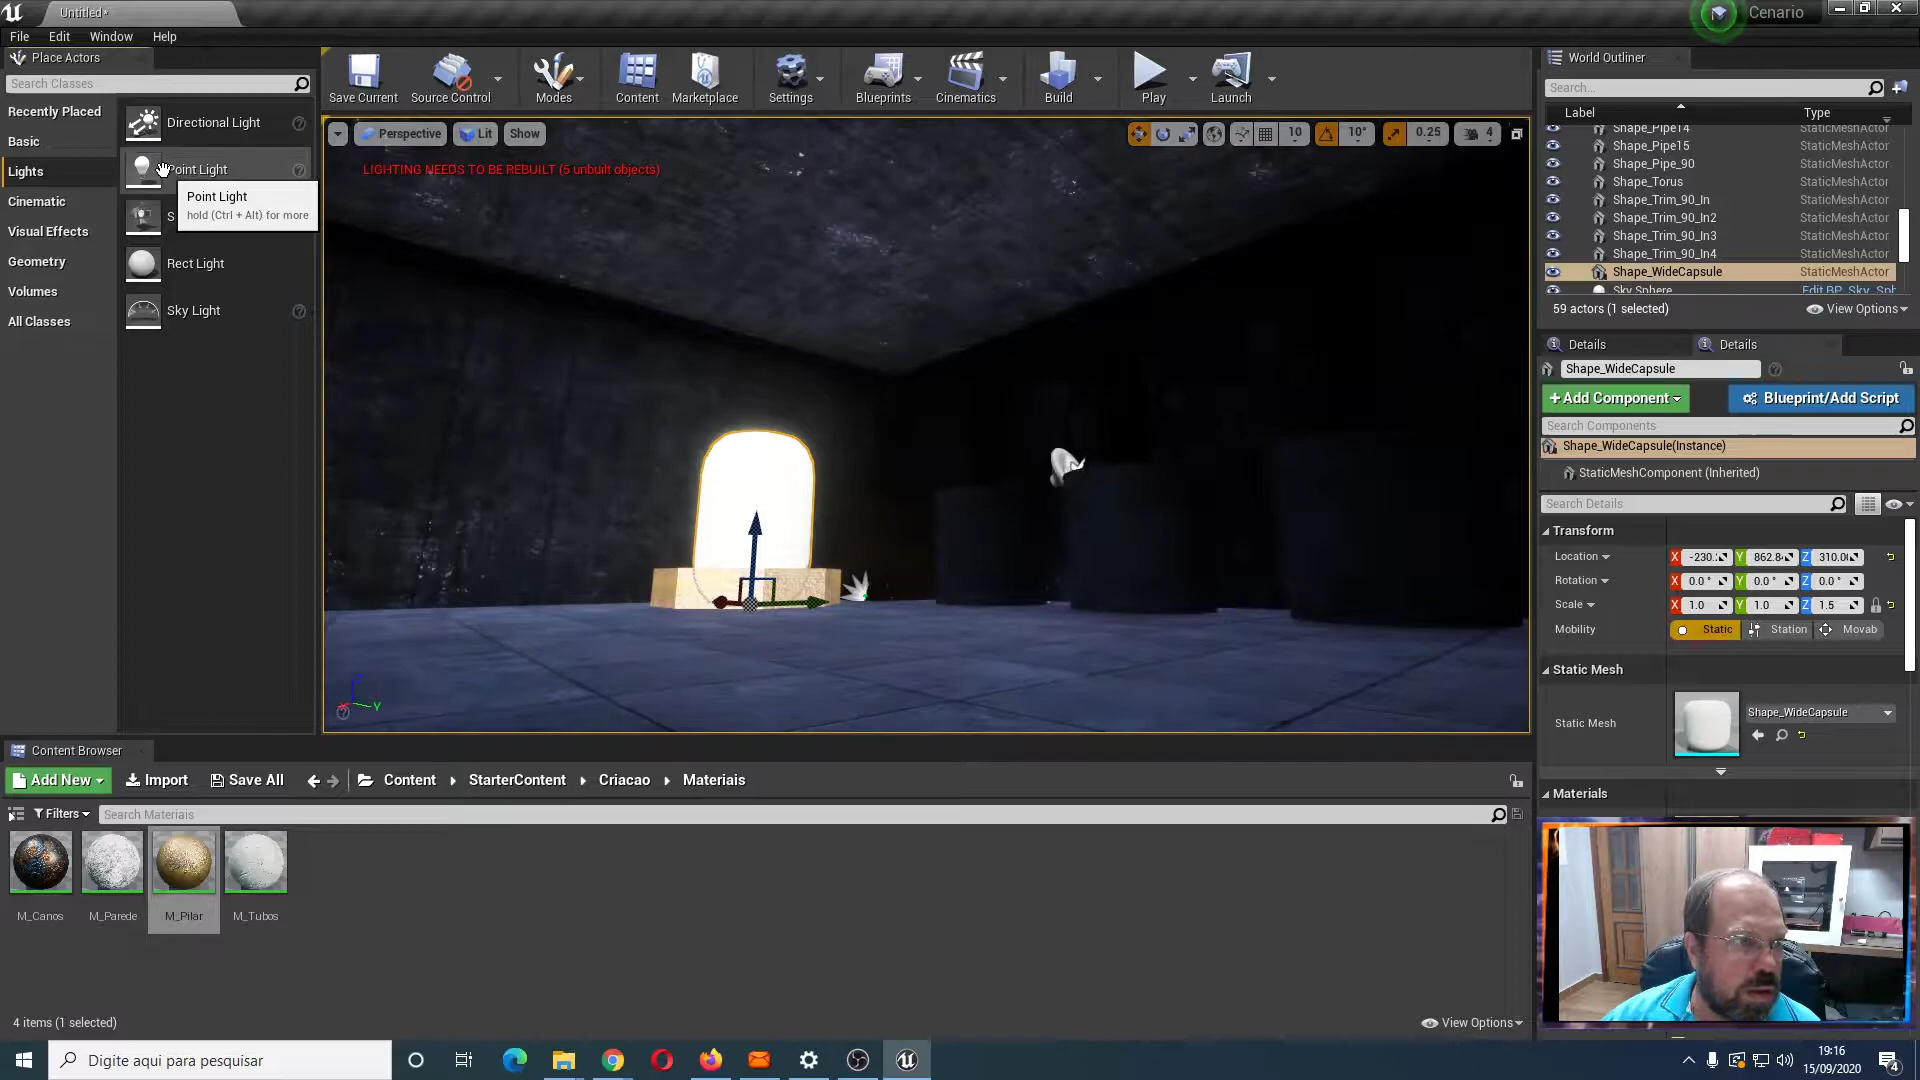 Untitled*
Cenario
File
Edit
Window
Help
Place Actors
Search Classes
Recently Placed
Basic
Lights
Cinematic
Visual Effects
Geometry
Volumes
All Classes
Directional Light
Point Light
Point Light
hold (Ctrl + Alt) for more
S
Rect Light
Sky Light
Save Current
Source Control
Modes
Content
Marketplace
Settings
Blueprints
Cinematics
Build
Play
Launch
Perspective
Lit
Show
10
10°
0.25
4
LIGHTING NEEDS TO BE REBUILT (5 unbuilt objects)
Z
X
Y
World Outliner
Search...
Label
Type
Shape_Pipe14 StaticMeshActor
Shape_Pipe15 StaticMeshActor
Shape_Pipe_90 StaticMeshActor
Shape_Torus StaticMeshActor
Shape_Trim_90_In StaticMeshActor
Shape_Trim_90_In2 StaticMeshActor
Shape_Trim_90_In3 StaticMeshActor
Shape_Trim_90_In4 StaticMeshActor
Shape_WideCapsule StaticMeshActor
Sky Sphere Edit BP_Sky_Sph
59 actors (1 selected)
View Options
Details
Details
Shape_WideCapsule
+Add Component
Blueprint/Add Script
Search Components
Shape_WideCapsule(Instance)
StaticMeshComponent (Inherited)
Search Details
Transform
Location X -230. Y 862.8 Z 310.0
Rotation X 0.0 ° Y 0.0 ° Z 0.0 °
Scale X 1.0 Y 1.0 Z 1.5
Mobility Static Station Movab
Static Mesh
Static Mesh
Shape_WideCapsule
Materials
Content Browser
Add New
Import
Save All
Content
StarterContent
Criacao
Materiais
Filters
Search Materiais
M_Canos
M_Parede
M_Pilar
M_Tubos
4 items (1 selected)
View Options
Digite aqui para pesquisar
19:16
15/09/2020
4